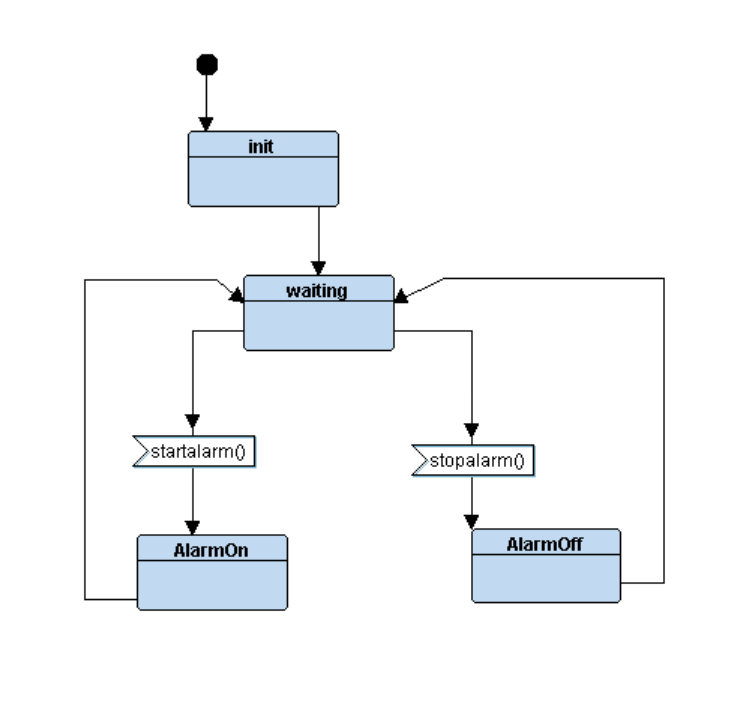 init
waiting
startalarm()
stopalarm()
AlarmOn
AlarmOff